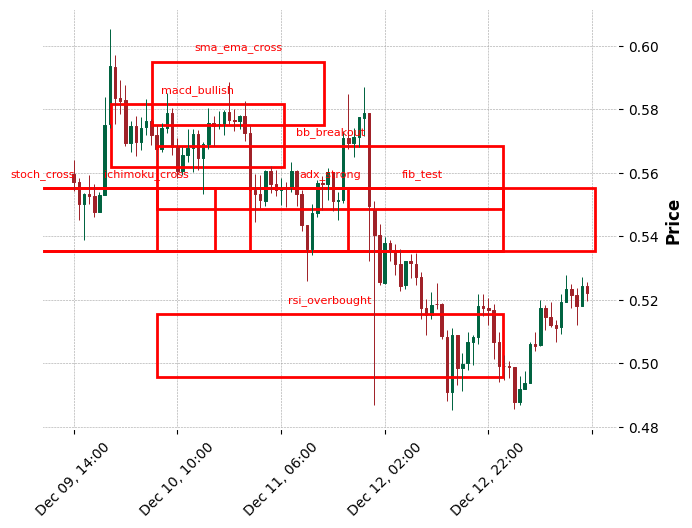 sma_ema_cross
macd_bullish
bb_breakout
stoch_cross
chimoku_cross
adx_strong
fib_test
rsi_overbought
0.60
0.58
0.56
0.54
0.52
0.50
0.48
Price
Dec 09, 14:00
Dec 10, 10:00
Dec 11, 06:00
Dec 12, 02:00
Dec 12, 22:00